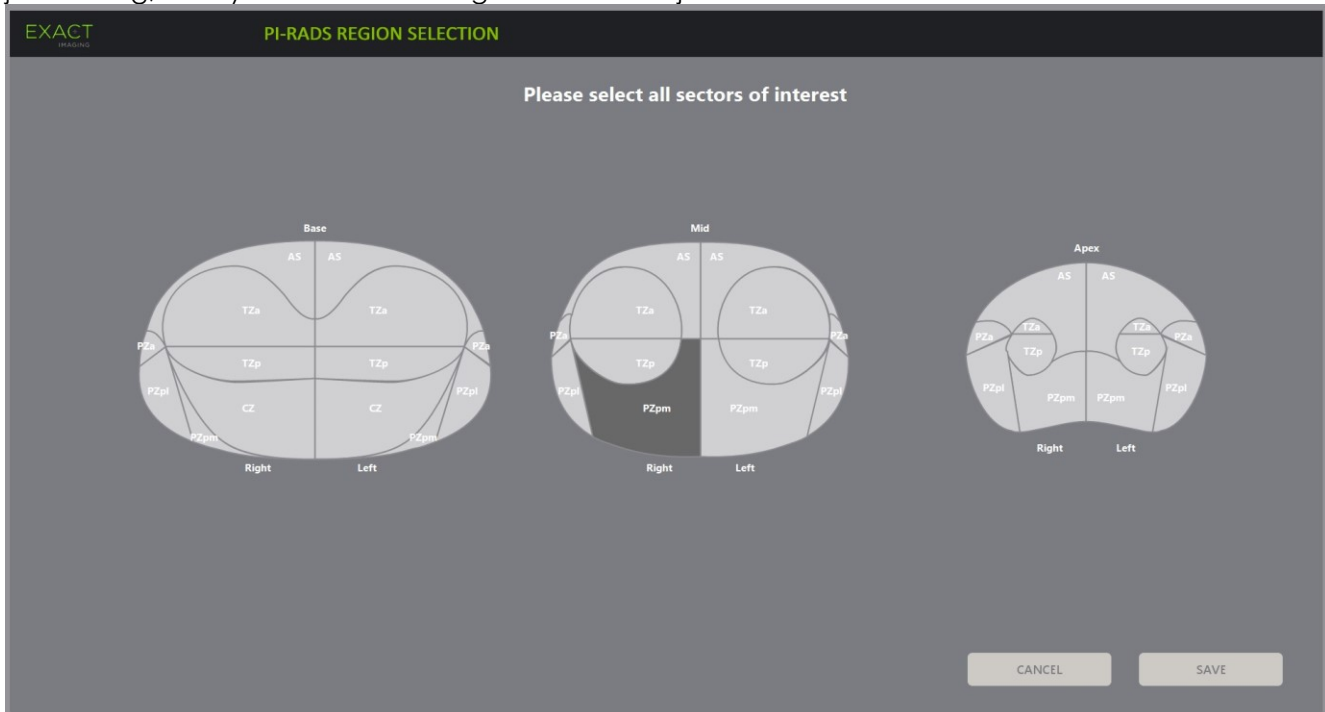 EXACT
IMAGING
PI-RADS REGION SELECTION
Please select all sectors of interest
Base
AS AS
TZa TZa
PZa PZa
TZp TZp
PZpl PZpl
CZ CZ
PZpm PZpm
Right Left
Mid
AS AS
TZa TZa
PZa PZa
TZp TZp
PZpl PZpl
PZpm PZpm
Right Left
Apex
AS AS
TZa TZa
PZa PZa
TZp TZp
PZpl PZpl
PZpm PZpm
Right Left
CANCEL SAVE